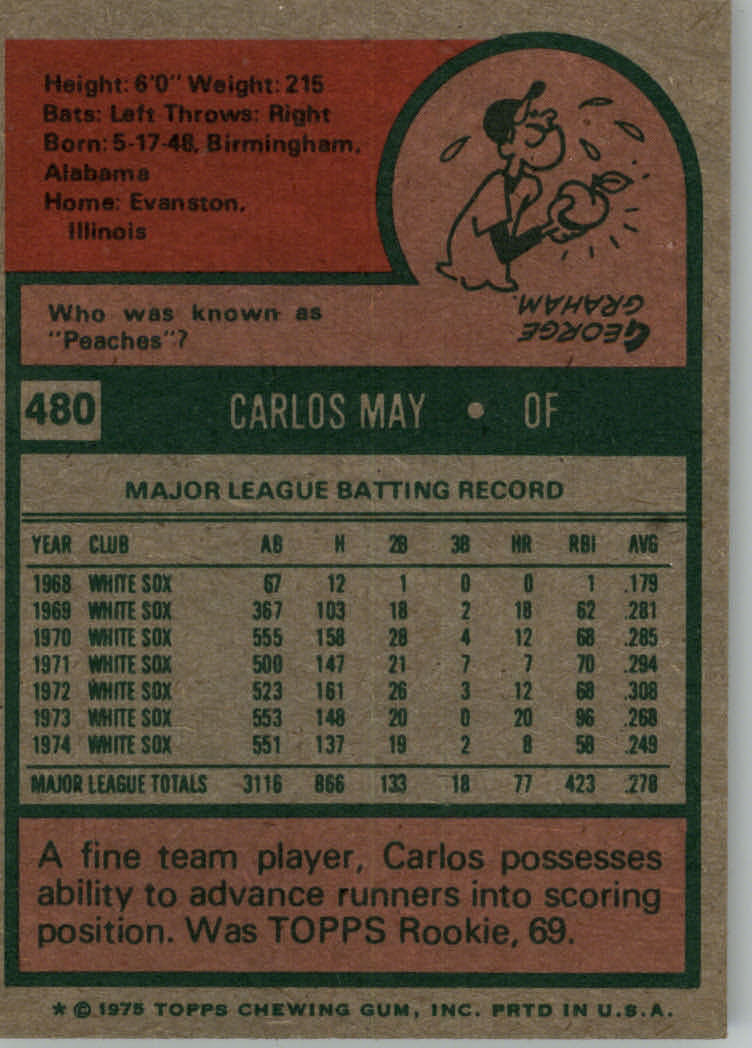 Height: 6'0" Weight: 215
Bats: Left Throws: Right
Born: 5-17-48, Birmingham,
Alabama
Home: Evanston,
Illinois
Who was known as
"Peaches"?
GEORGE
GRAHAM.
480 CARLOS MAY • OF
MAJOR LEAGUE BATTING RECORD
YEAR CLUB AB H 2B 3B HR RBI AVG
1968 WHITE SOX 67 12 1 0 0 1 .179
1969 WHITE SOX 367 103 18 2 18 62 .281
1970 WHITE SOX 555 158 28 4 12 68 .285
1971 WHITE SOX 500 147 21 7 7 70 .294
1972 WHITE SOX 523 161 26 3 12 68 .308
1973 WHITE SOX 553 148 20 0 20 96 .268
1974 WHITE SOX 551 137 19 2 8 58 .249
MAJOR LEAGUE TOTALS 3116 866 133 18 77 423 .278
A fine team player, Carlos possesses
ability to advance runners into scoring
position. Was TOPPS Rookie, 69.
* © 1975 TOPPS CHEWING GUM, INC. PRTD IN U.S.A.